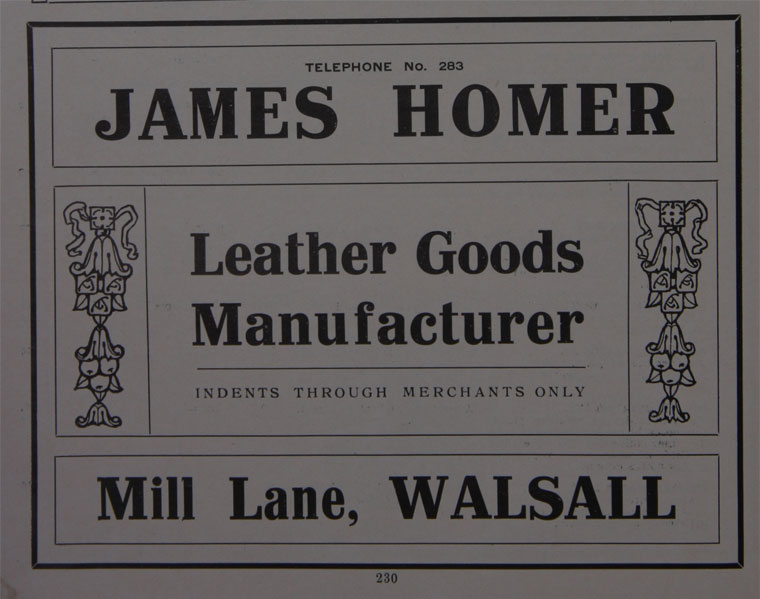 TELEPHONE No. 283
JAMES HOMER
Leather Goods
Manufacturer
INDENTS THROUGH MERCHANTS ONLY
Mill Lane, WALSALL
230